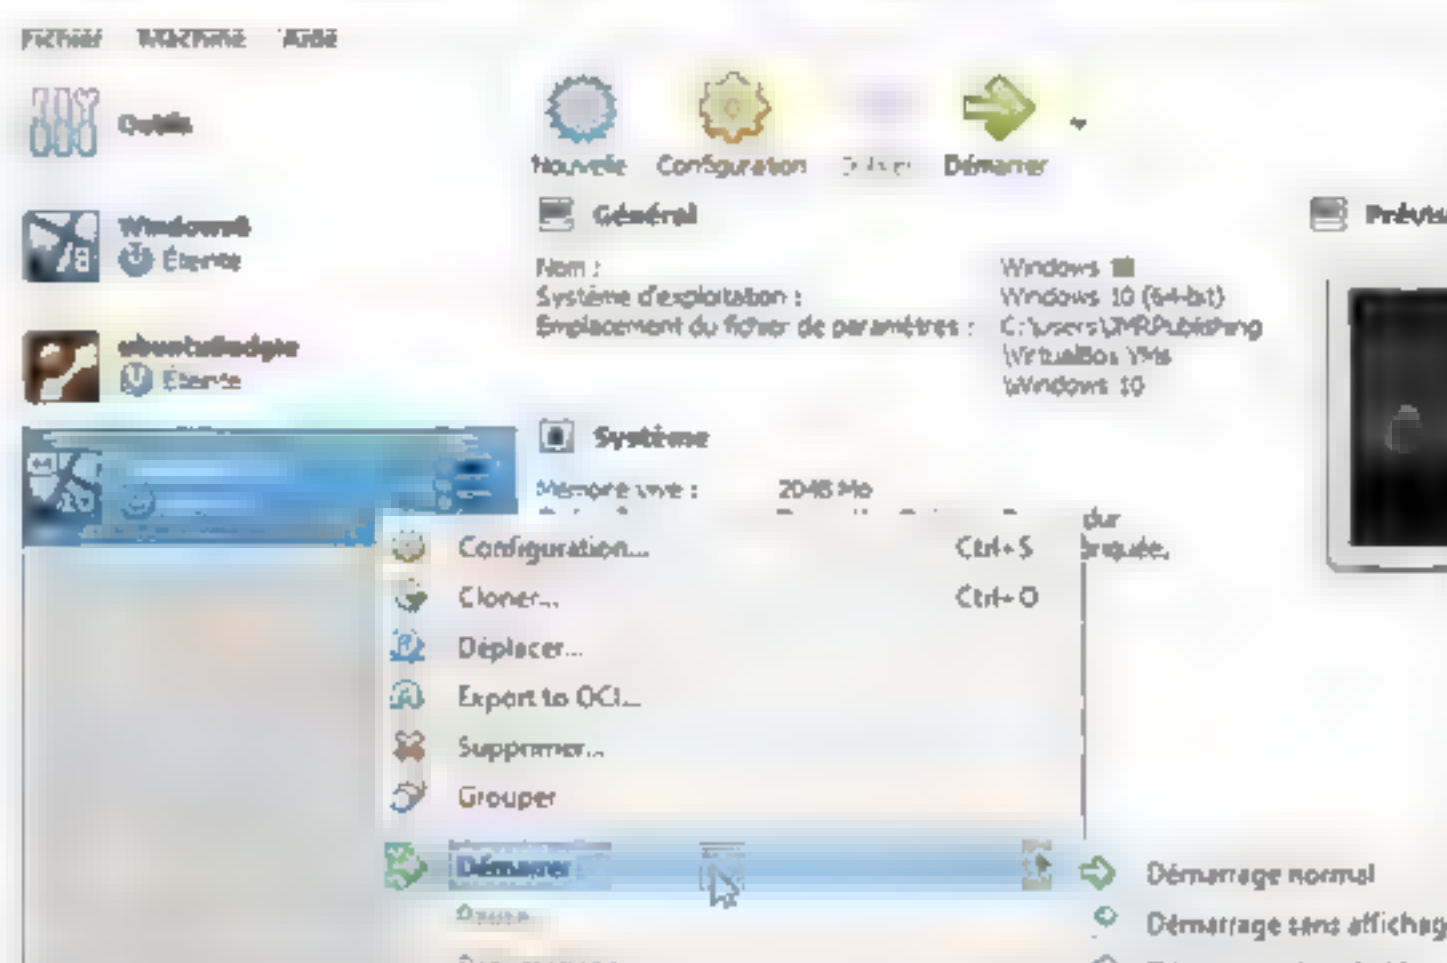 Fichier Machine Aide
Outils
Nouvelle Configuration Démarrer
Windows8
Éteinte
Général
Nom : Windows
Système d'exploitation : Windows 10 (64-bit)
Emplacement du fichier de paramètres : C:\users\JMRPublishing
\VirtualBox VMs
\Windows 10
Éteinte
Système
Mémoire vive : 2048 Mo
dur
Configuration... Ctrl+S
Cloner... Ctrl+O
Déplacer...
Export to OCI...
Supprimer...
Grouper
Démarrer
Démarrage normal
Pause
Démarrage sans affichag